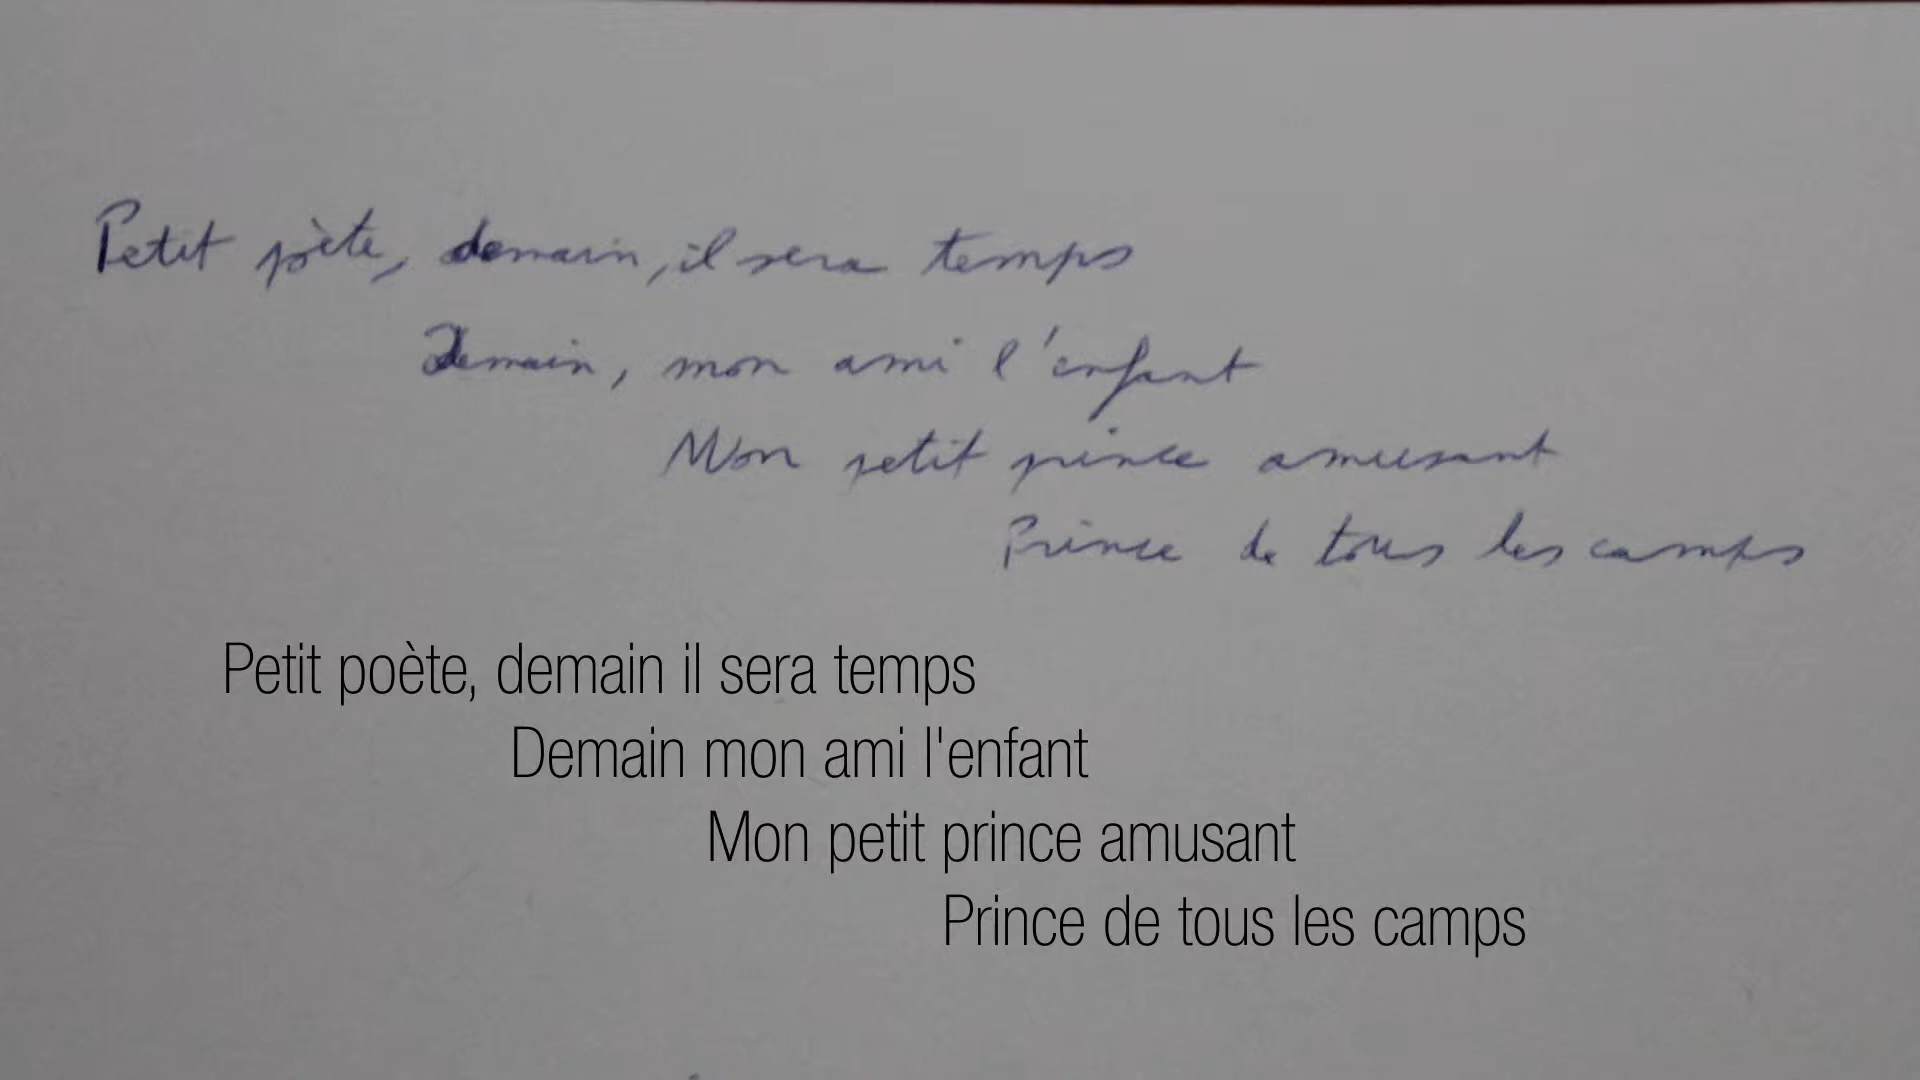 Petit poète, demain, il sera temps
Demain, mon ami l'enfant
Mon petit prince amusant
Prince de tous les camps
Petit poète, demain il sera temps
Demain mon ami l'enfant
Mon petit prince amusant
Prince de tous les camps